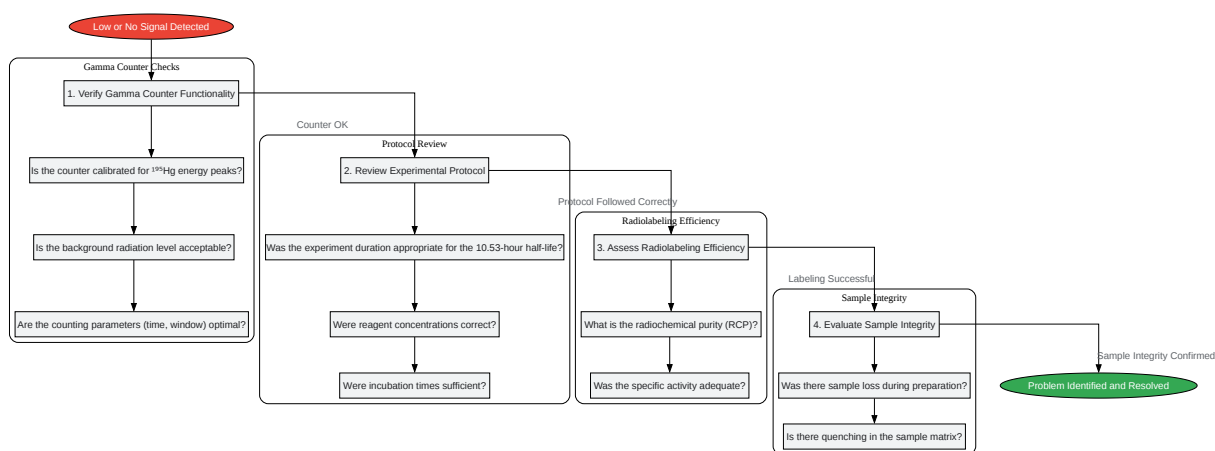 Low or No Signal Detected
Gamma Counter Checks
1. Verify Gamma Counter Functionality
Is the counter calibrated for ¹⁹⁵Hg energy peaks?
Is the background radiation level acceptable?
Are the counting parameters (time, window) optimal?
Counter OK
Protocol Review
2. Review Experimental Protocol
Was the experiment duration appropriate for the 10.53-hour half-life?
Were reagent concentrations correct?
Were incubation times sufficient?
Protocol Followed Correctly
Radiolabeling Efficiency
3. Assess Radiolabeling Efficiency
What is the radiochemical purity (RCP)?
Was the specific activity adequate?
Labeling Successful
Sample Integrity
4. Evaluate Sample Integrity
Was there sample loss during preparation?
Is there quenching in the sample matrix?
Sample Integrity Confirmed
Problem Identified and Resolved